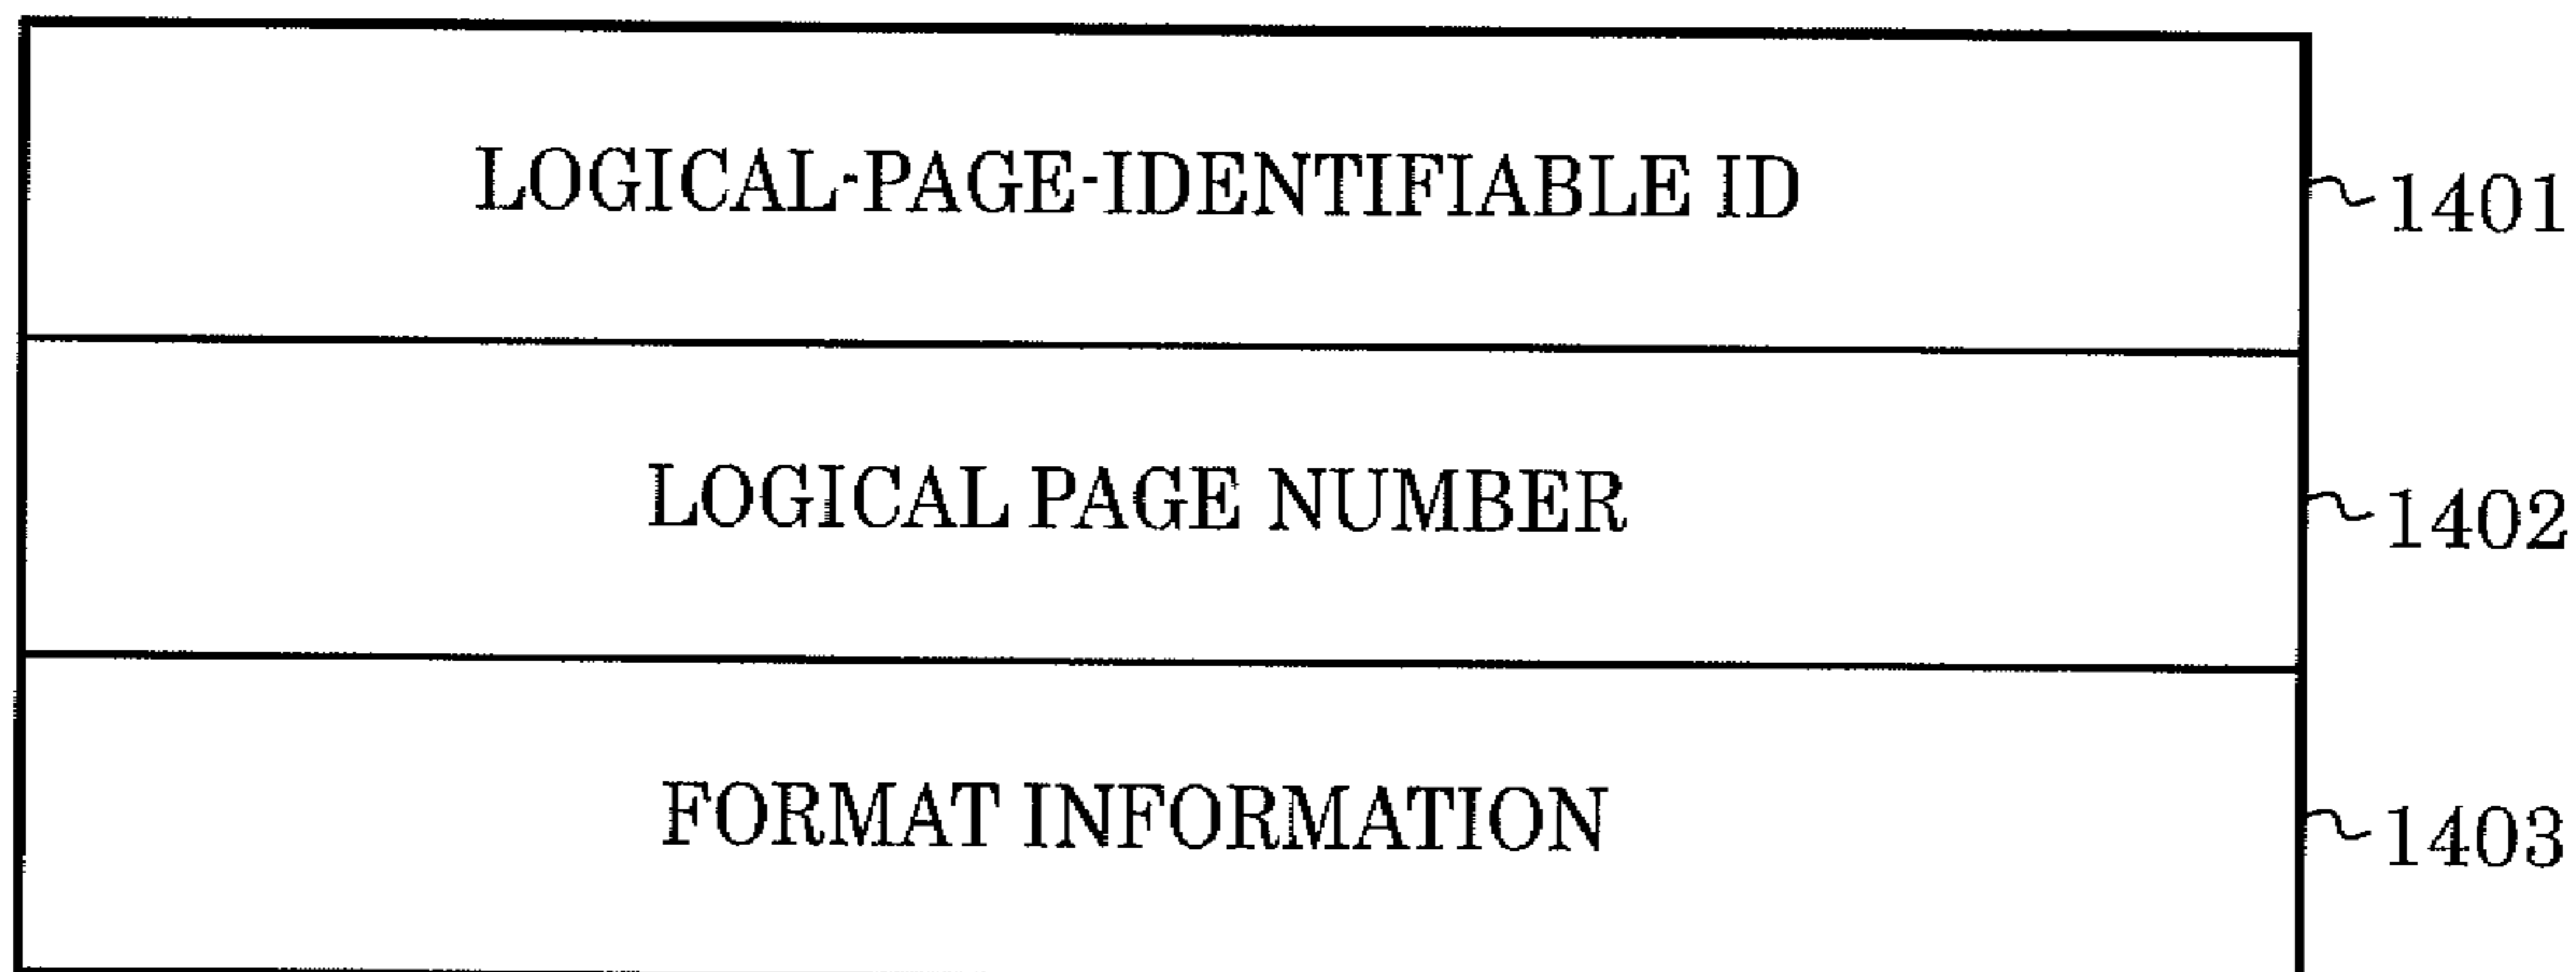 LOGICAL-PAGE-IDENTIFIABLE ID 1401
LOGICAL PAGE NUMBER 1402
FORMAT INFORMATION 1403